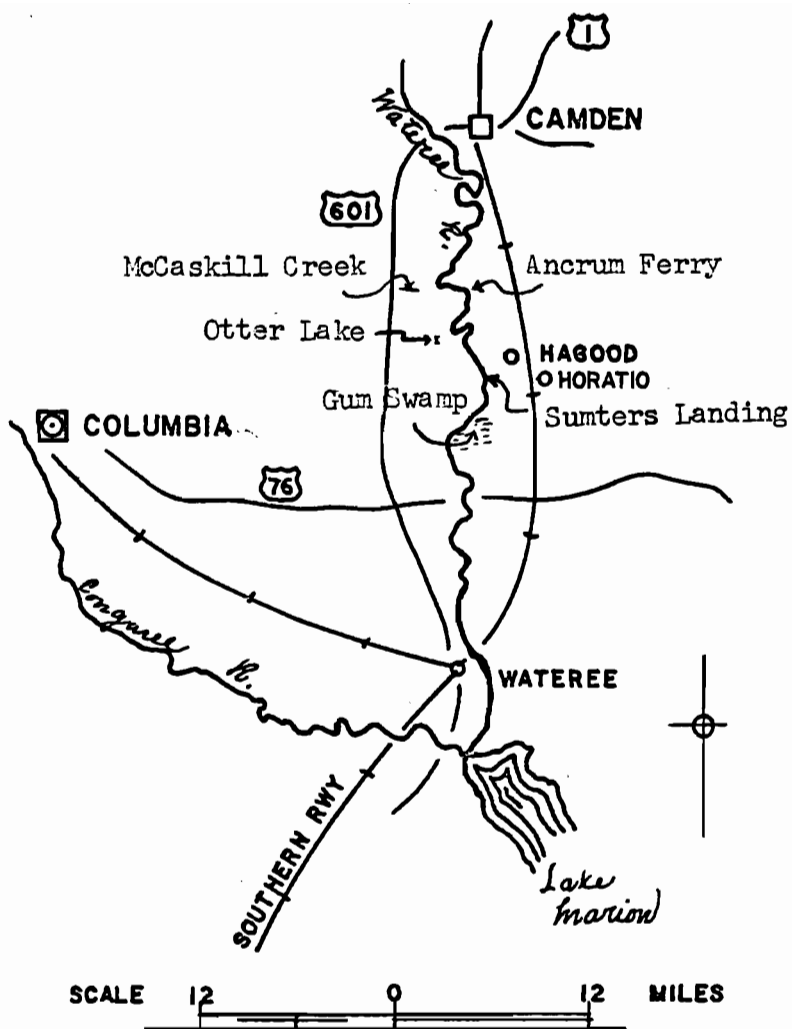 1
CAMDEN
Wateree
R.
601
McCaskill Creek
Ancrum Ferry
Otter Lake
HAGOOD
HORATIO
Gum Swamp
Sumters Landing
COLUMBIA
76
Congaree
R.
WATEREE
SOUTHERN RWY
Lake
Marion
SCALE 12 0 12 MILES